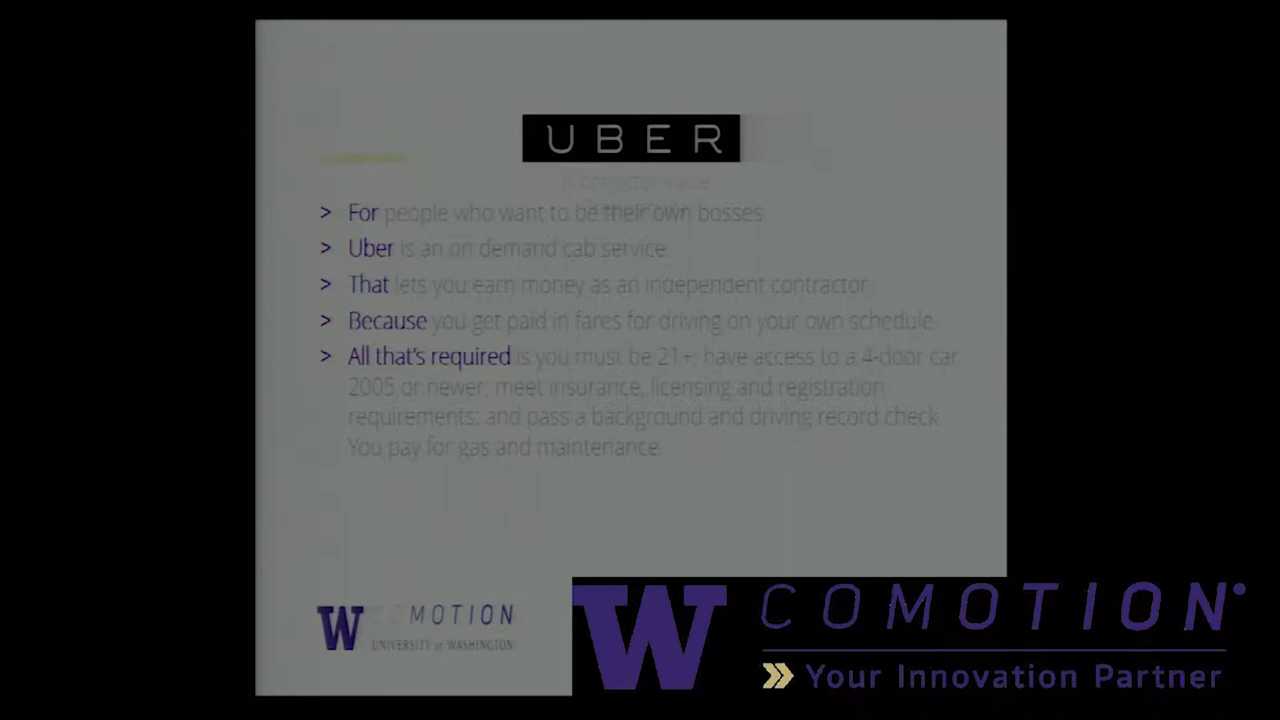 UBER
> For people who want to be their own bosses
> Uber is an on demand cab service
> That lets you earn money as an independent contractor
> Because you get paid in fares for driving on your own schedule
> All that's required is you must be 21+, have access to a 4-door car
2005 or newer, meet insurance, licensing and registration
requirements; and pass a background and driving record check
You pay for gas and maintenance.
W COMOTION
UNIVERSITY of WASHINGTON
W COMOTION
Your Innovation Partner